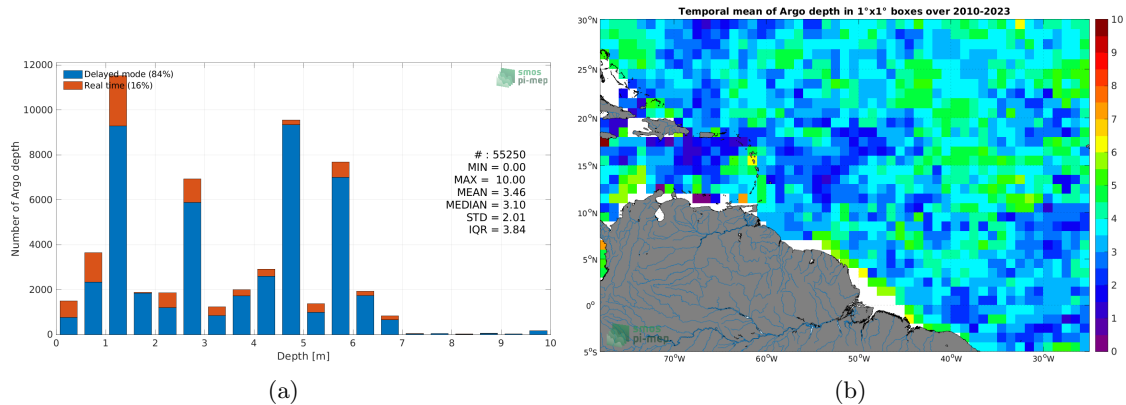 12000
10000
8000
6000
4000
2000
0
Number of Argo depth
Delayed mode (84%)
Real time (16%)
smos
pi-mep
# : 55250
MIN = 0.00
MAX = 10.00
MEAN = 3.46
MEDIAN = 3.10
STD = 2.01
IQR = 3.84
0 1 2 3 4 5 6 7 8 9 10
Depth [m]
(a)
Temporal mean of Argo depth in 1°x1° boxes over 2010-2023
30°N
25°N
20°N
15°N
10°N
5°N
0°
5°S
70°W 60°W 50°W 40°W 30°W
smos
pi-mep
10
9
8
7
6
5
4
3
2
1
0
(b)